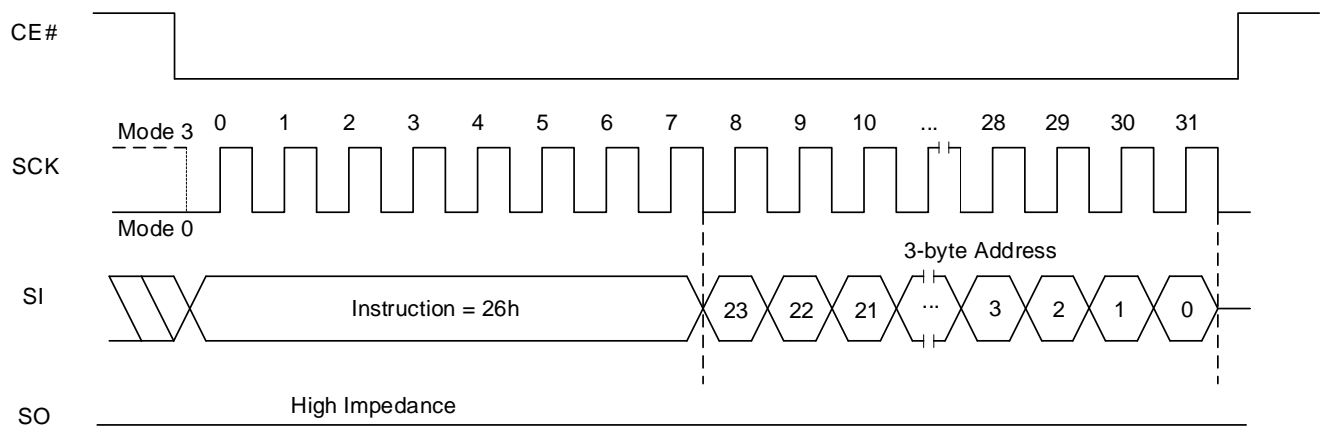 CE#
Mode 3 0 1 2 3 4 5 6 7 8 9 10 ... 28 29 30 31
SCK
Mode 0
3-byte Address
SI Instruction = 26h 23 22 21 ... 3 2 1 0
High Impedance
SO